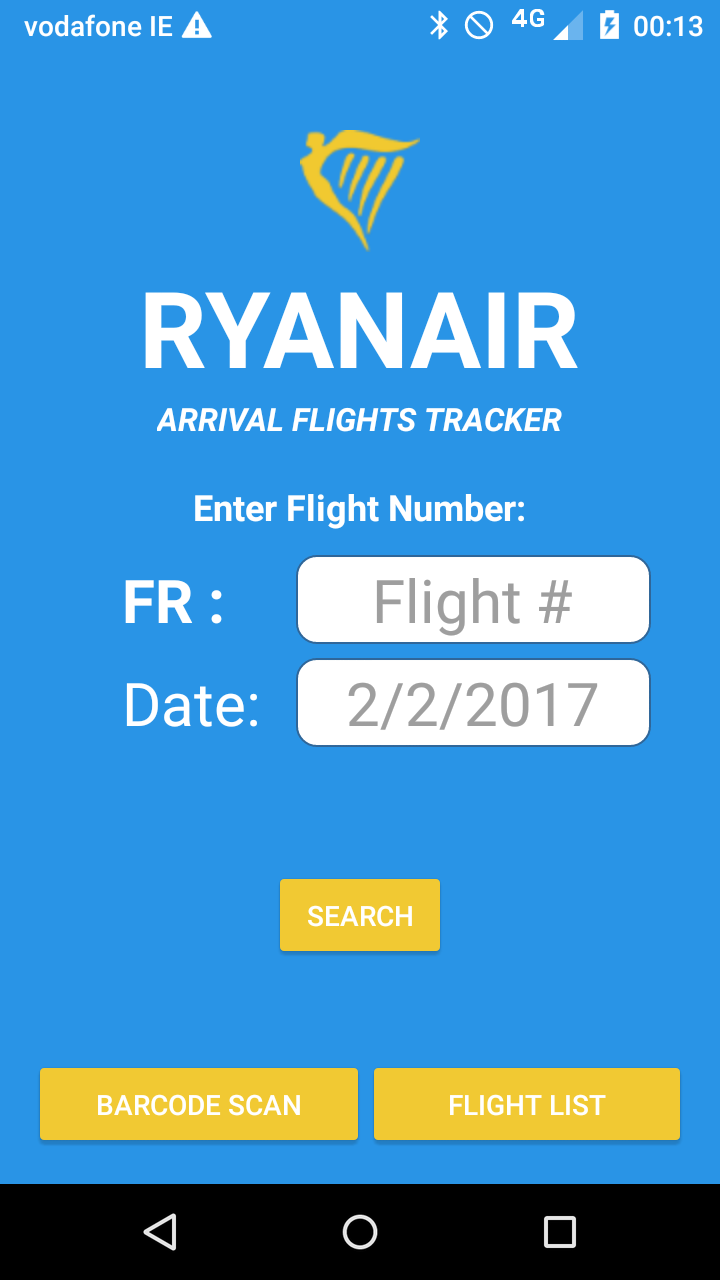 vodafone IE 4G 00:13
RYANAIR
ARRIVAL FLIGHTS TRACKER
Enter Flight Number:
FR : Flight #
Date: 2/2/2017
SEARCH
BARCODE SCAN FLIGHT LIST